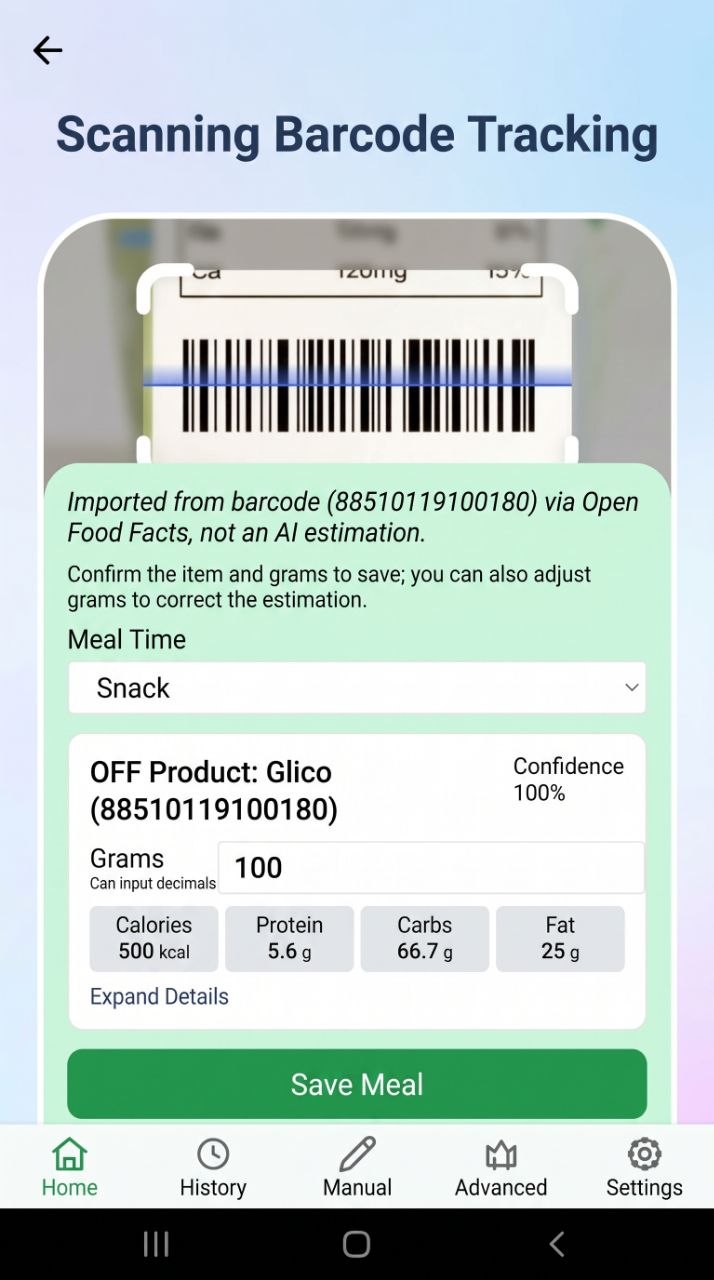 Scanning Barcode Tracking
Ca 120mg 15%
Imported from barcode (88510119100180) via Open
Food Facts, not an AI estimation.
Confirm the item and grams to save; you can also adjust
grams to correct the estimation.
Meal Time
Snack
OFF Product: Glico
(88510119100180)
Confidence
100%
Grams
Can input decimals
100
Calories
500 kcal
Protein
5.6 g
Carbs
66.7 g
Fat
25 g
Expand Details
Save Meal
Home
History
Manual
Advanced
Settings